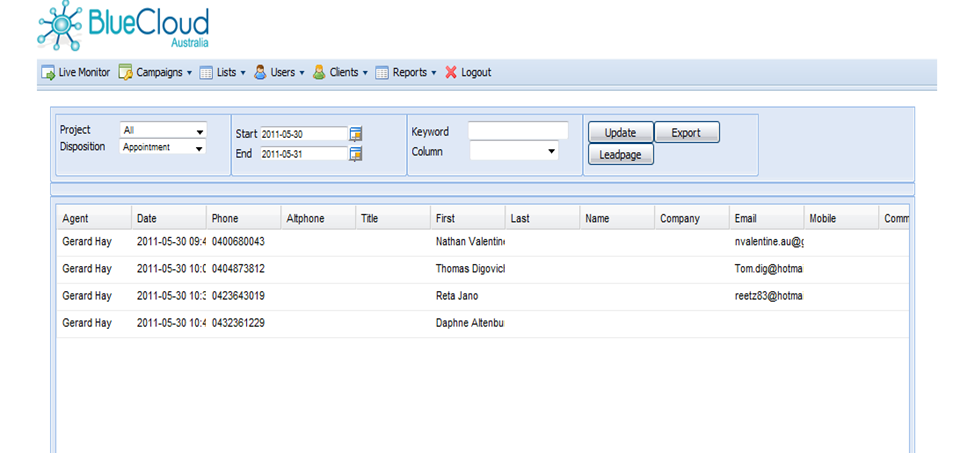 BlueCloud
Australia
Live Monitor Campaigns Lists Users Clients Reports Logout
Project All Start 2011-05-30 Keyword Update Export
Disposition Appointment End 2011-05-31 Column Leadpage
Agent Date Phone Altphone Title First Last Name Company Email Mobile Comm
Gerard Hay 2011-05-30 09:4 0400680043 Nathan Valentin nvalentine.au@g
Gerard Hay 2011-05-30 10:0 0404873812 Thomas Digovicl Tom.dig@hotma
Gerard Hay 2011-05-30 10:3 0423643019 Reta Jano reetz83@hotma
Gerard Hay 2011-05-30 10:4 0432361229 Daphne Altenbu